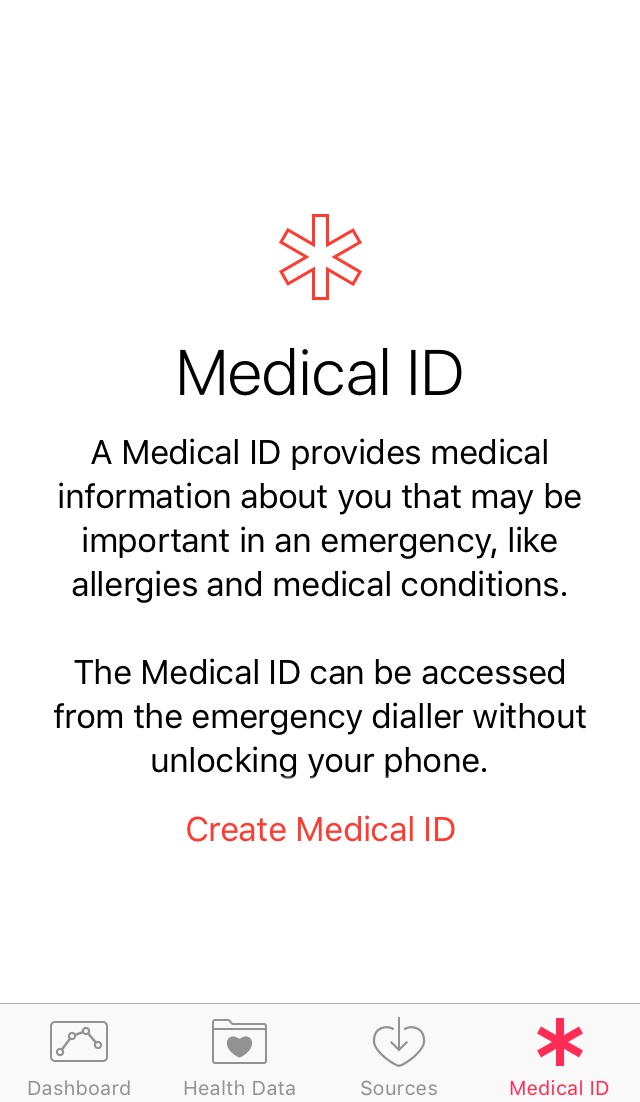 Medical ID
A Medical ID provides medical
information about you that may be
important in an emergency, like
allergies and medical conditions.
The Medical ID can be accessed
from the emergency dialler without
unlocking your phone.
Create Medical ID
Dashboard
Health Data
Sources
Medical ID